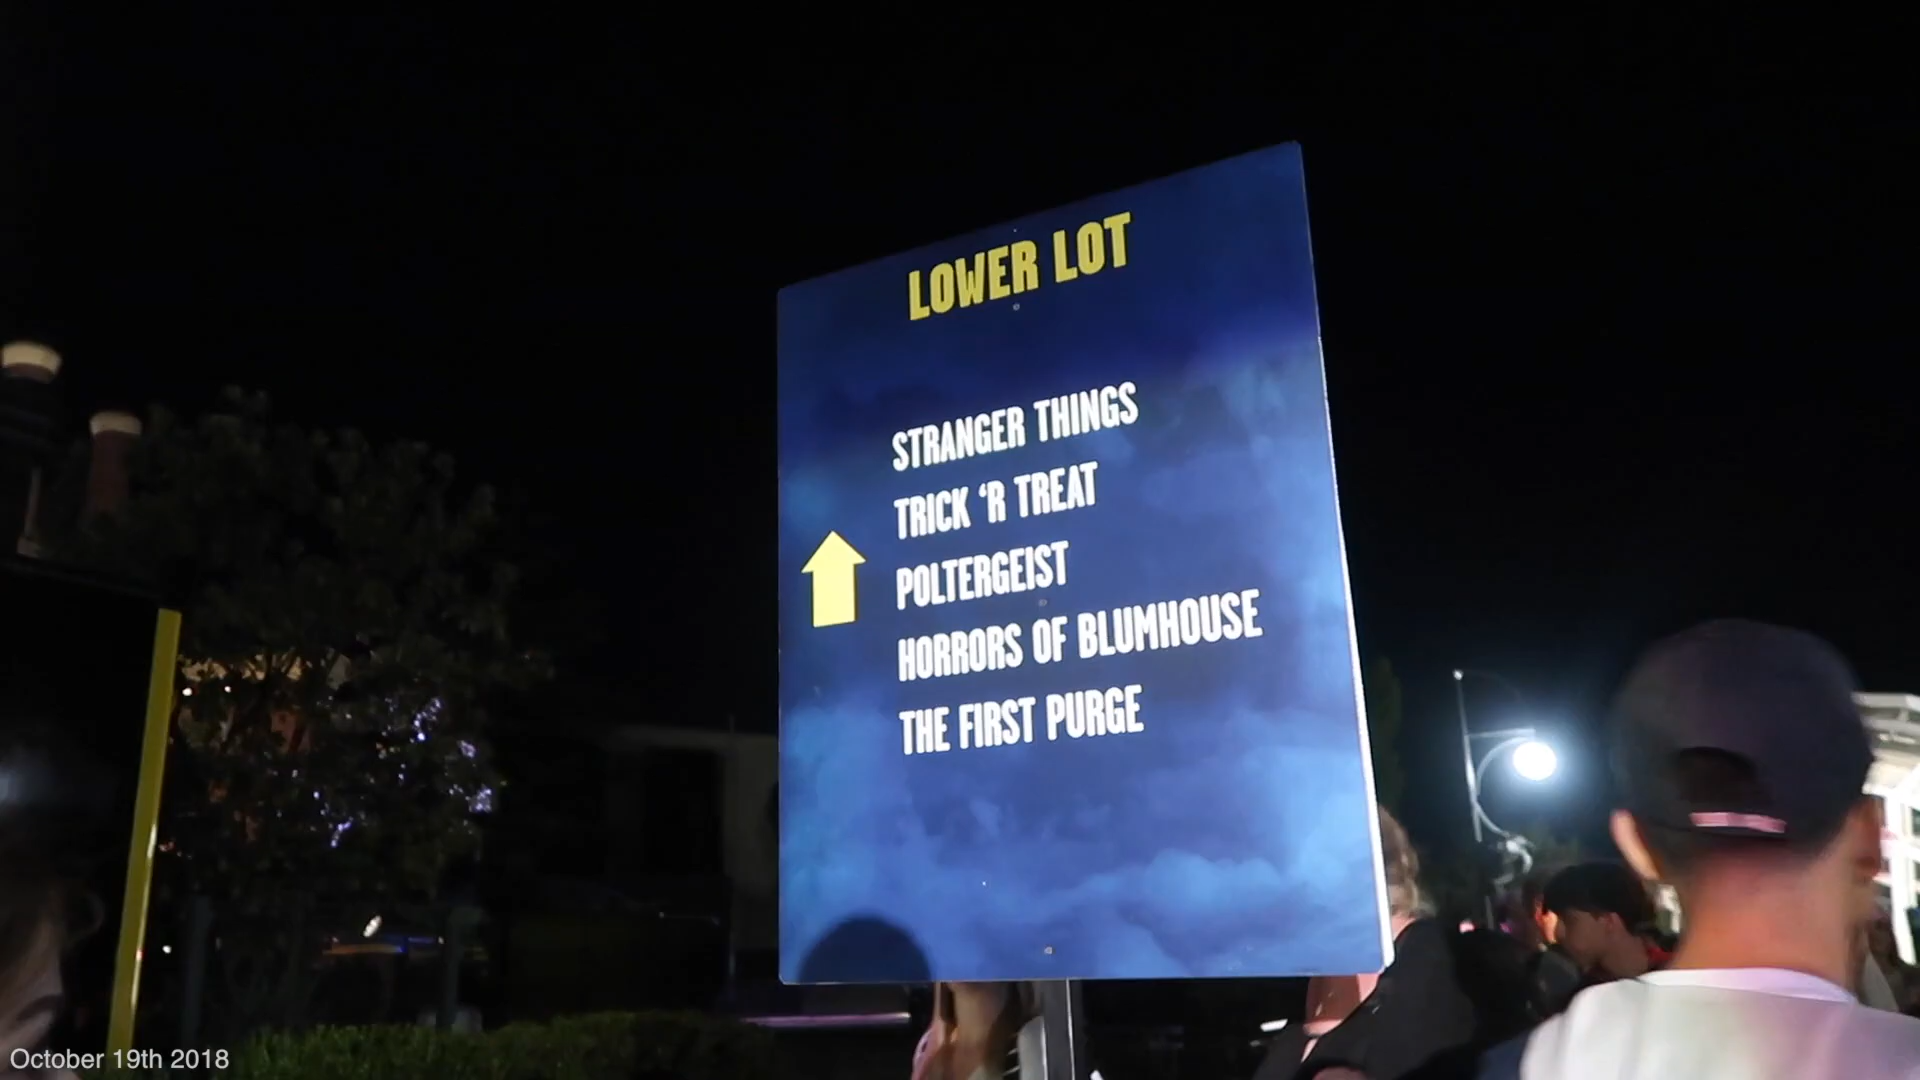 LOWER LOT
STRANGER THINGS
TRICK ‘R TREAT
POLTERGEIST
HORRORS OF BLUMHOUSE
THE FIRST PURGE
October 19th 2018